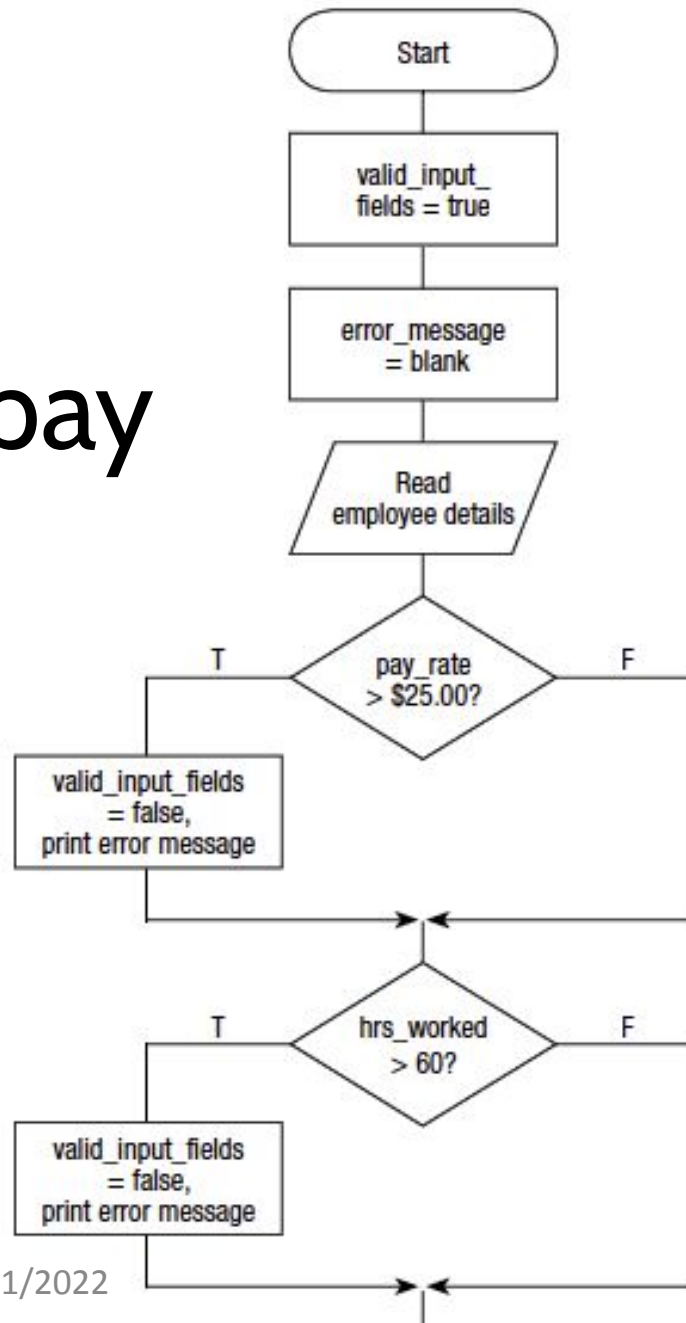 Start
valid_input_
fields = true
error_message
= blank
pay
Read
employee details
T
pay_rate
> $25.00?
F
valid_input_fields
= false,
print error message
T
hrs_worked
> 60?
F
valid_input_fields
= false,
print error message
1/2022